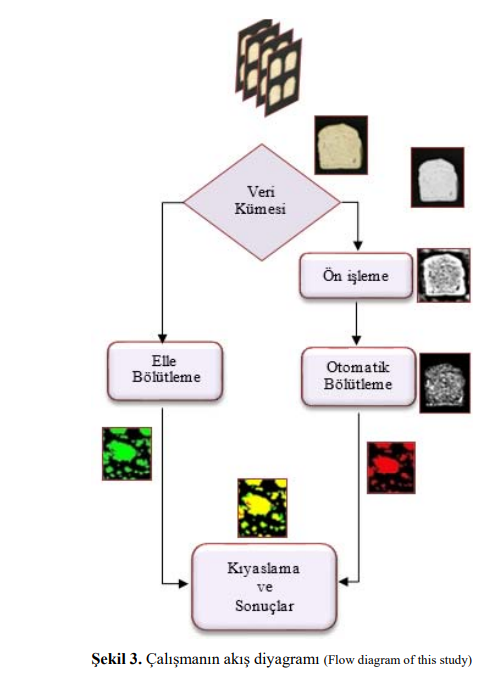 Veri
Kümesi
Ön işleme
Elle
Bölütleme
Otomatik
Bölütleme
Kıyaslama
ve
Sonuçlar
Şekil 3. Çalışmanın akış diyagramı (Flow diagram of this study)